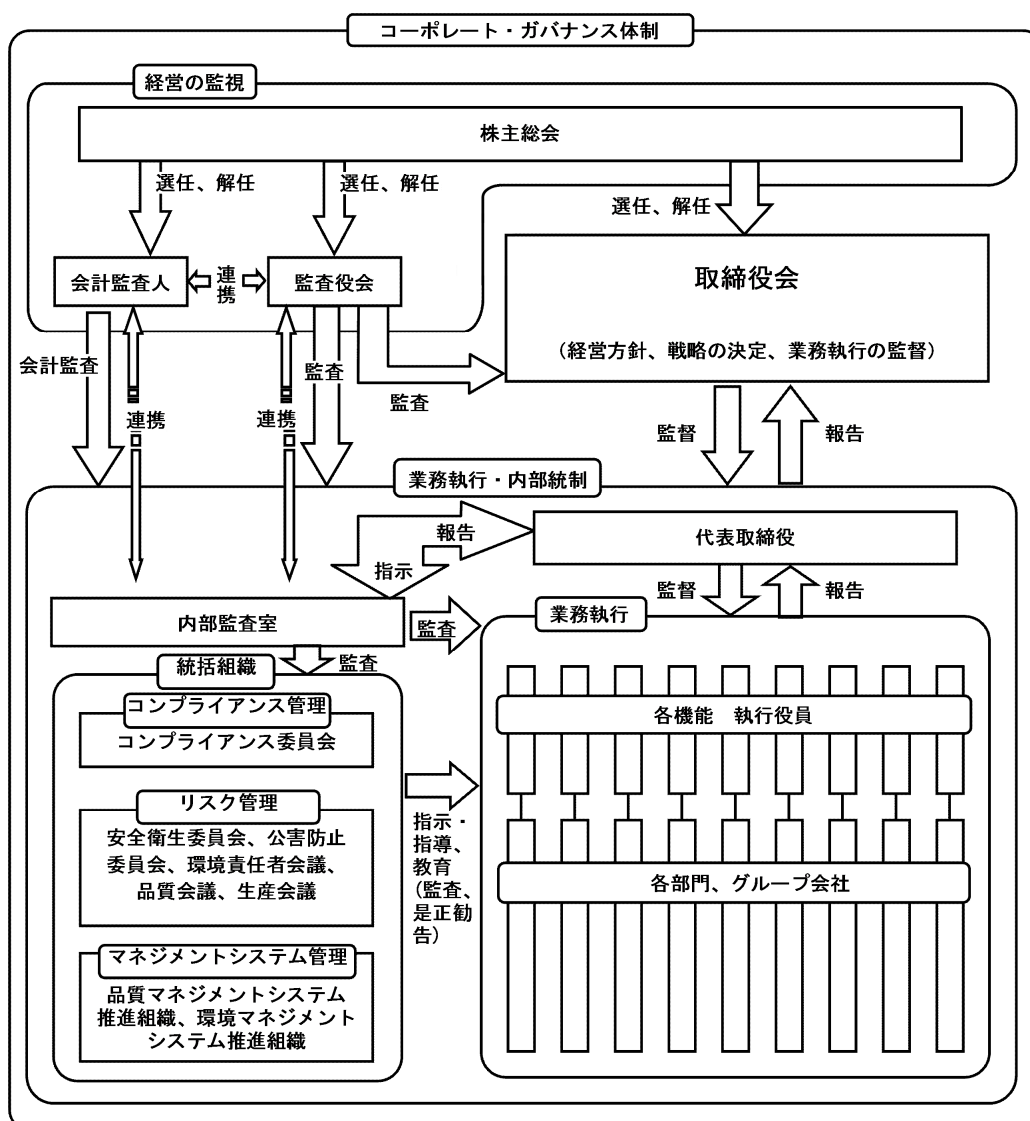 コーポレート・ガバナンス体制
経営の監視
株主総会
選任、解任
選任、解任
選任、解任
会計監査人
連
携
監査役会
取締役会
(経営方針、戦略の決定、業務執行の監督)
会計監査
監査
監査
連携
連携
監督
報告
業務執行・内部統制
報告
指示
代表取締役
監督
報告
内部監査室
監査
業務執行
監査
統括組織
コンプライアンス管理
コンプライアンス委員会
リスク管理
安全衛生委員会、公害防止
委員会、環境責任者会議、
品質会議、生産会議
マネジメントシステム管理
品質マネジメントシステム
推進組織、環境マネジメント
システム推進組織
指示・
指導、
教育
(監査、
是正勧
告)
各機能　執行役員
各部門、グループ会社